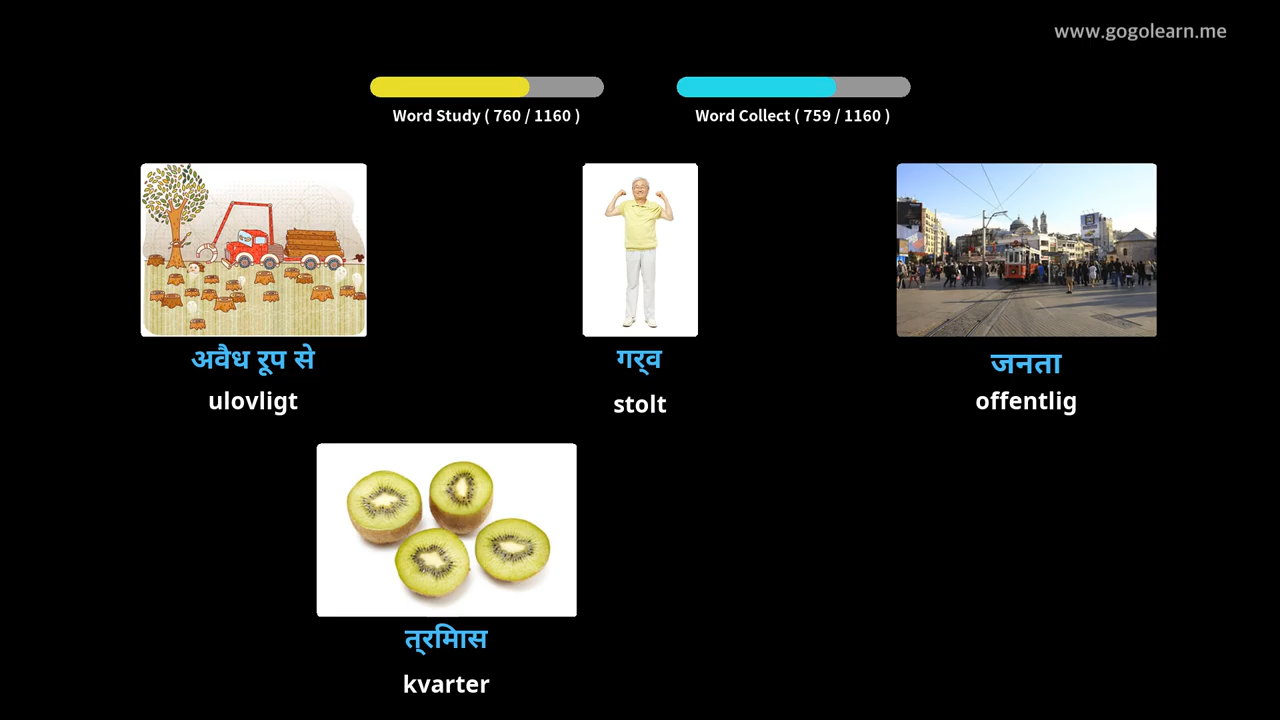 www.gogolearn.me
Word Study ( 760 / 1160 )
Word Collect ( 759 / 1160 )
अवैध रूप से
ulovligt
गर्व
stolt
जनता
offentlig
त्रिमास
kvarter